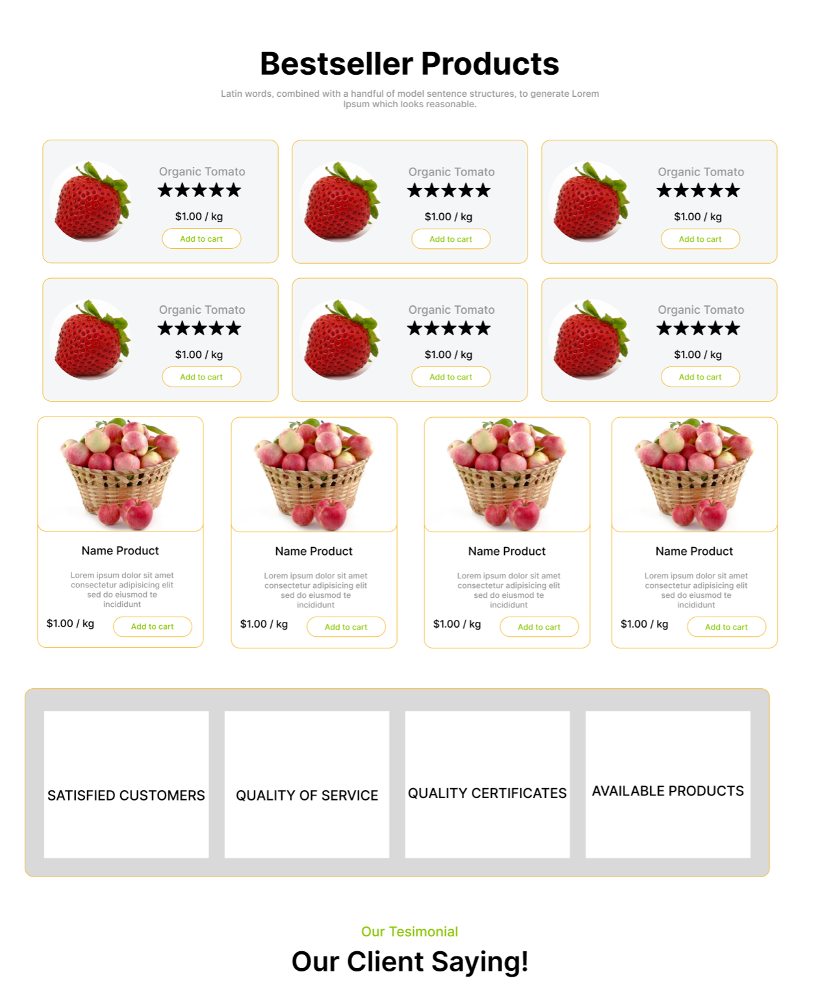 Bestseller Products
Latin words, combined with a handful of model sentence structures, to generate Lorem
Ipsum which looks reasonable.
Organic Tomato
$1.00 / kg
Add to cart
Organic Tomato
$1.00 / kg
Add to cart
Organic Tomato
$1.00 / kg
Add to cart
Organic Tomato
$1.00 / kg
Add to cart
Organic Tomato
$1.00 / kg
Add to cart
Organic Tomato
$1.00 / kg
Add to cart
Name Product
Lorem ipsum dolor sit amet
consectetur adipisicing elit
sed do eiusmod te
incididunt
$1.00 / kg
Add to cart
Name Product
Lorem ipsum dolor sit amet
consectetur adipisicing elit
sed do eiusmod te
incididunt
$1.00 / kg
Add to cart
Name Product
Lorem ipsum dolor sit amet
consectetur adipisicing elit
sed do eiusmod te
incididunt
$1.00 / kg
Add to cart
Name Product
Lorem ipsum dolor sit amet
consectetur adipisicing elit
sed do eiusmod te
incididunt
$1.00 / kg
Add to cart
SATISFIED CUSTOMERS
QUALITY OF SERVICE
QUALITY CERTIFICATES
AVAILABLE PRODUCTS
Our Tesimonial
Our Client Saying!